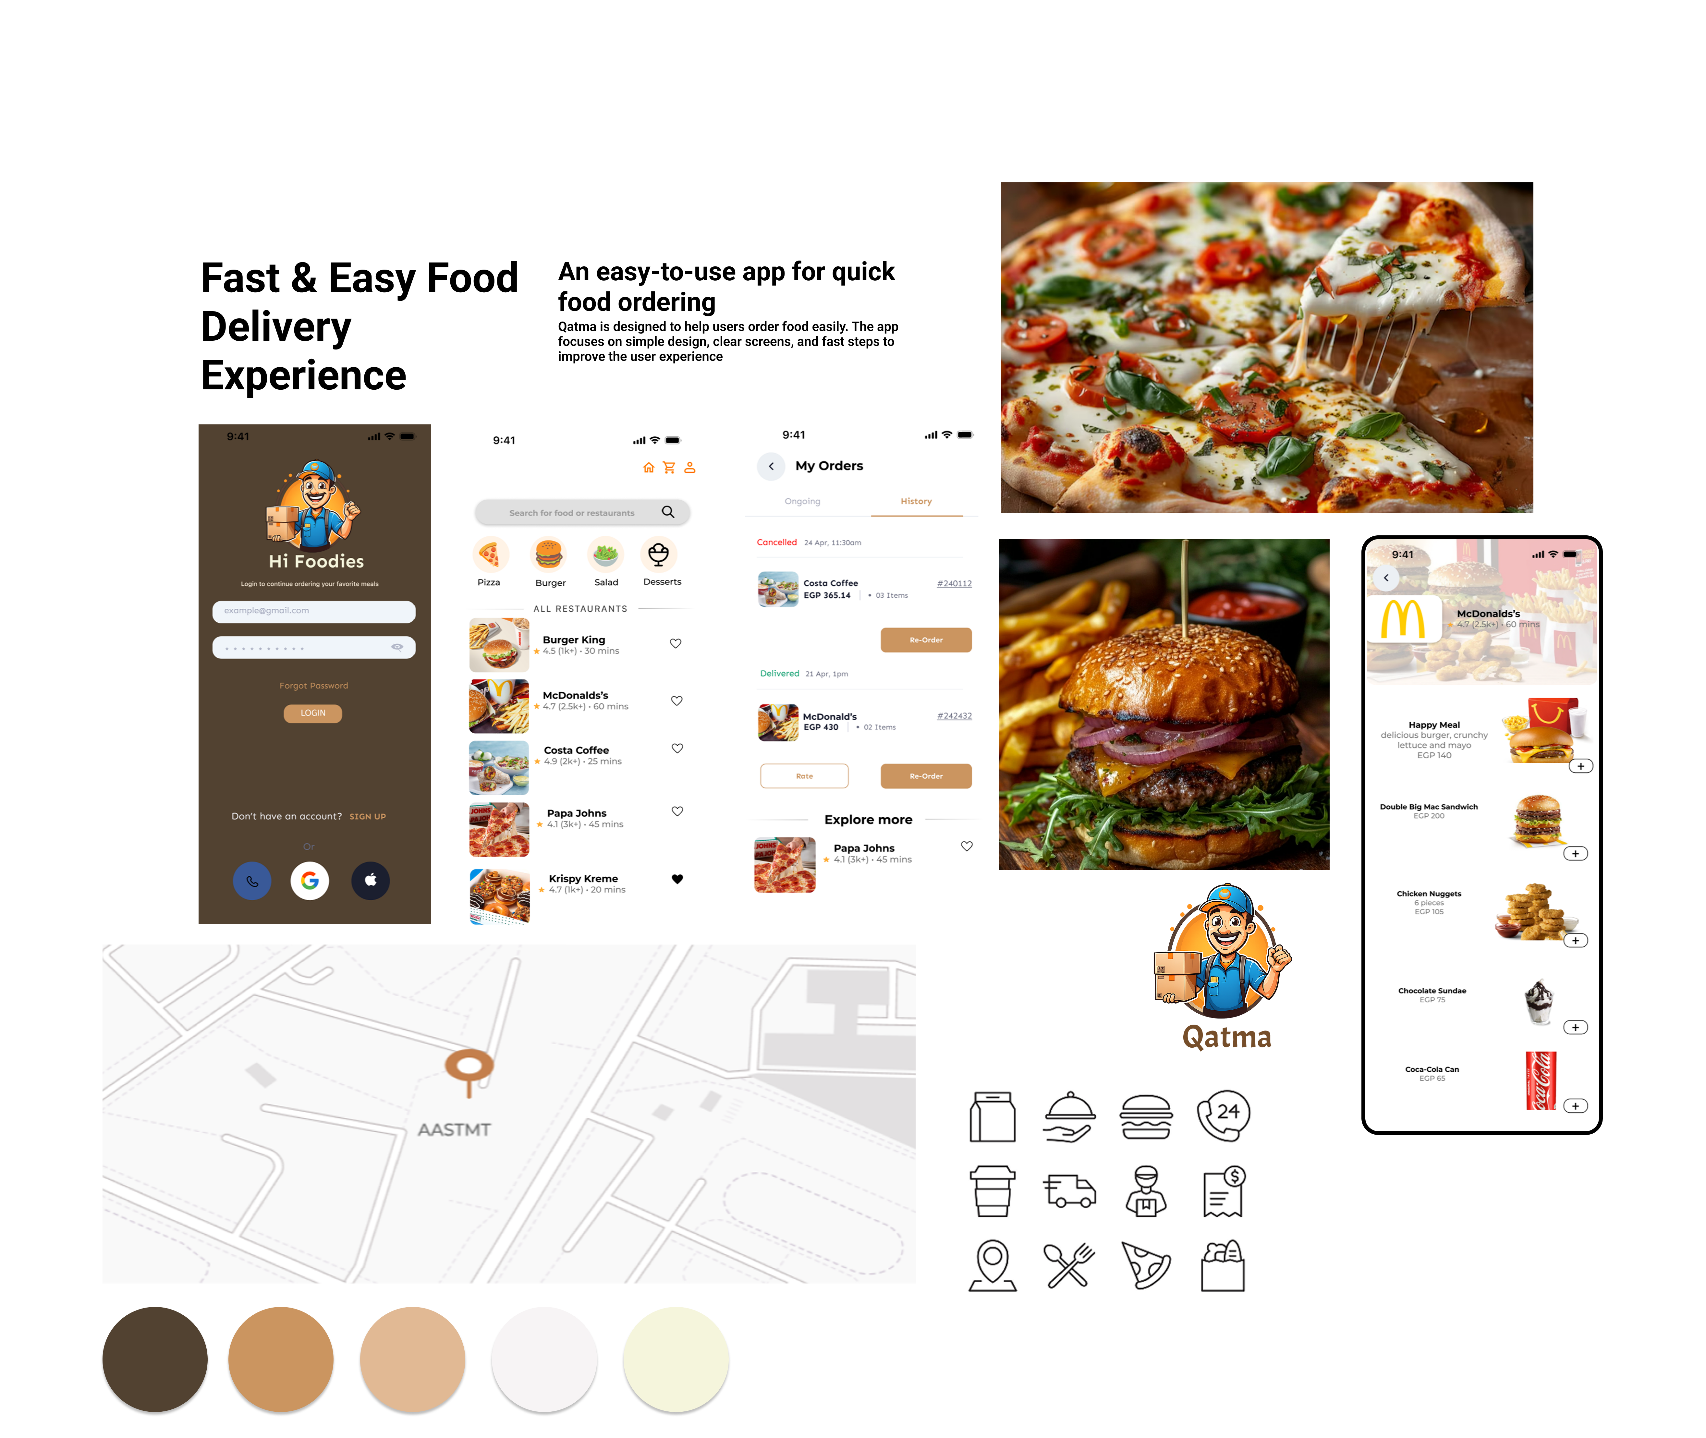 Fast & Easy Food
Delivery
Experience
An easy-to-use app for quick
food ordering
Qatma is designed to help users order food easily. The app
focuses on simple design, clear screens, and fast steps to
improve the user experience
9:41
Hi Foodies
Login to continue ordering your favorite meals
example@gmail.com
Forgot Password
LOGIN
Don't have an account? SIGN UP
Or
9:41
Search for food or restaurants
Pizza
Burger
Salad
Desserts
ALL RESTAURANTS
Burger King
4.5 (1k+) • 30 mins
McDonalds's
4.7 (2.5k+) • 60 mins
Costa Coffee
4.9 (2k+) • 25 mins
JOHNS
Papa Johns
4.1 (3k+) • 45 mins
Krispy Kreme
4.7 (1k+) • 20 mins
9:41
My Orders
Ongoing
History
Cancelled 24 Apr, 11:30am
Costa Coffee
#240112
EGP 365.14 • 03 Items
Re-Order
Delivered 21 Apr, 1pm
McDonald's
#242432
EGP 430 • 02 Items
Rate
Re-Order
Explore more
JOHNS
Papa Johns
4.1 (3k+) • 45 mins
9:41
McDonalds's
4.7 (2.5k+) • 60 mins
Happy Meal
delicious burger, crunchy
lettuce and mayo
EGP 140
+
Double Big Mac Sandwich
EGP 200
+
Chicken Nuggets
6 pieces
EGP 105
+
Chocolate Sundae
EGP 75
+
Coca-Cola Can
EGP 65
Coca-Cola
+
AASTMT
Qatma
24
$